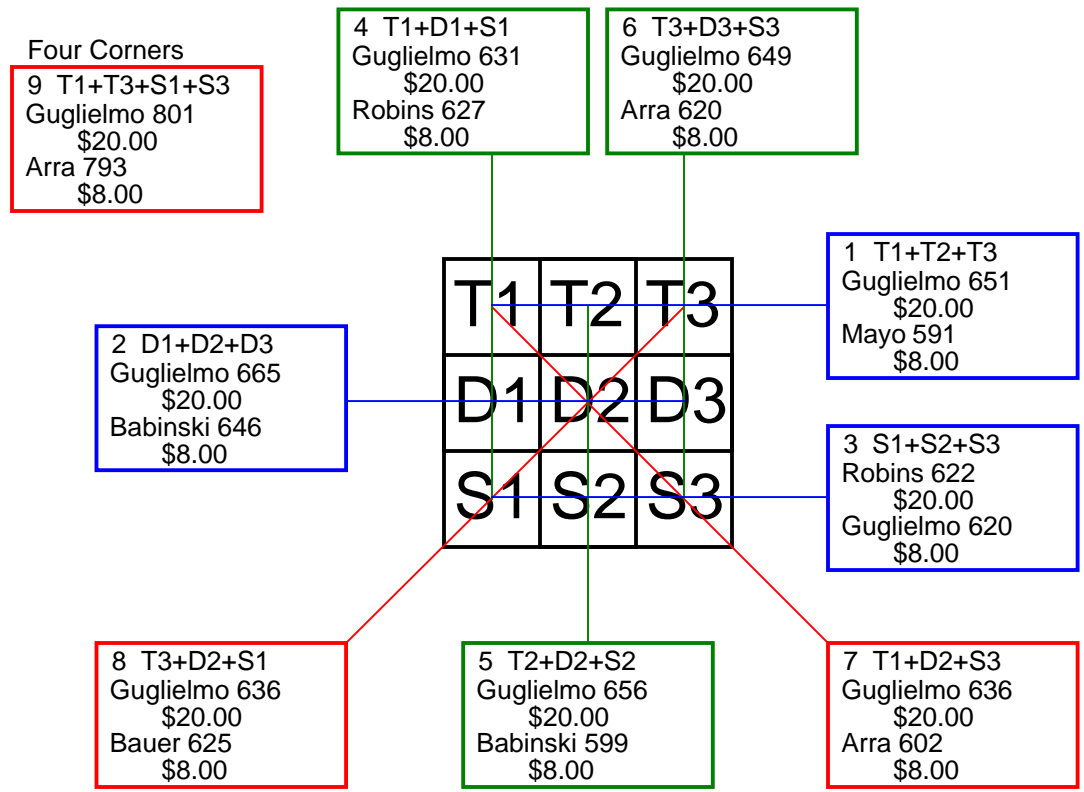 Four Corners
9 T1+T3+S1+S3
Guglielmo 801
$20.00
Arra 793
$8.00
4 T1+D1+S1
Guglielmo 631
$20.00
Robins 627
$8.00
6 T3+D3+S3
Guglielmo 649
$20.00
Arra 620
$8.00
1 T1+T2+T3
Guglielmo 651
$20.00
Mayo 591
$8.00
2 D1+D2+D3
Guglielmo 665
$20.00
Babinski 646
$8.00
T1 T2 T3
D1 D2 D3
S1 S2 S3
3 S1+S2+S3
Robins 622
$20.00
Guglielmo 620
$8.00
8 T3+D2+S1
Guglielmo 636
$20.00
Bauer 625
$8.00
5 T2+D2+S2
Guglielmo 656
$20.00
Babinski 599
$8.00
7 T1+D2+S3
Guglielmo 636
$20.00
Arra 602
$8.00